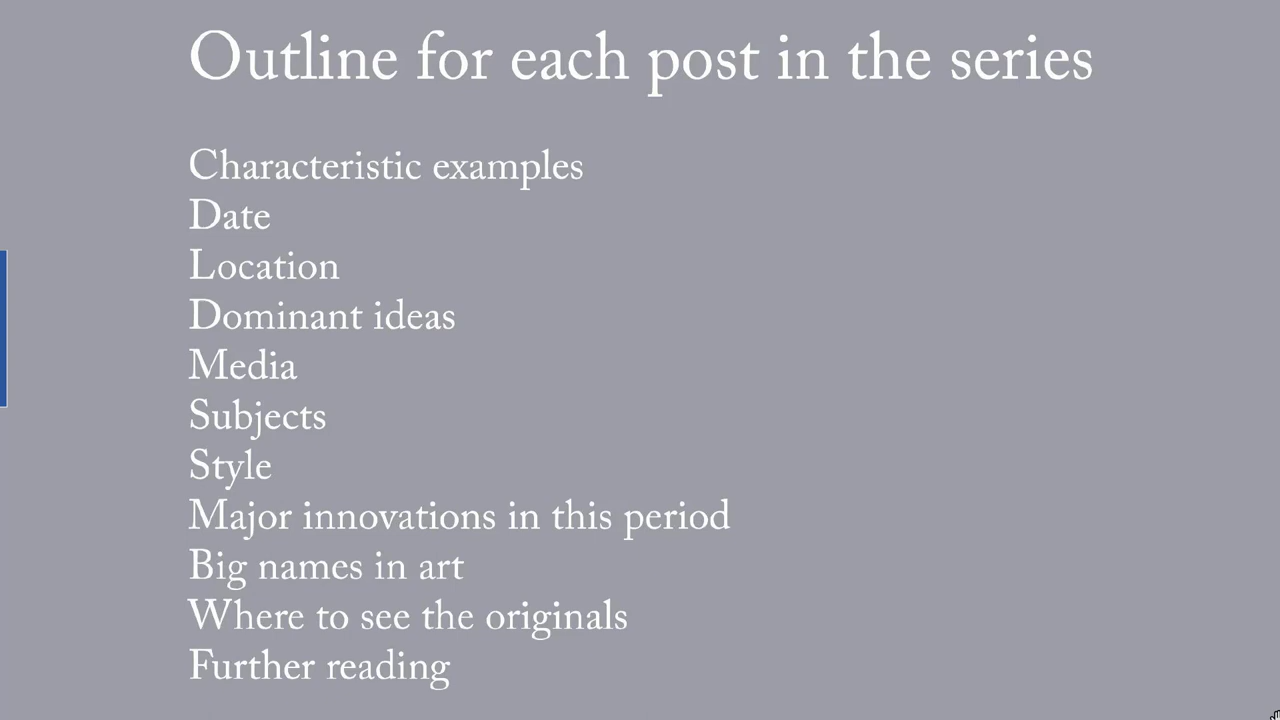 Outline for each post in the series
Characteristic examples
Date
Location
Dominant ideas
Media
Subjects
Style
Major innovations in this period
Big names in art
Where to see the originals
Further reading